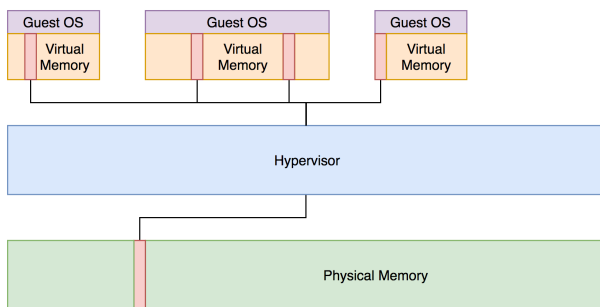 Guest OS
Virtual
Memory
Guest OS
Virtual
Memory
Guest OS
Virtual
Memory
Hypervisor
Physical Memory